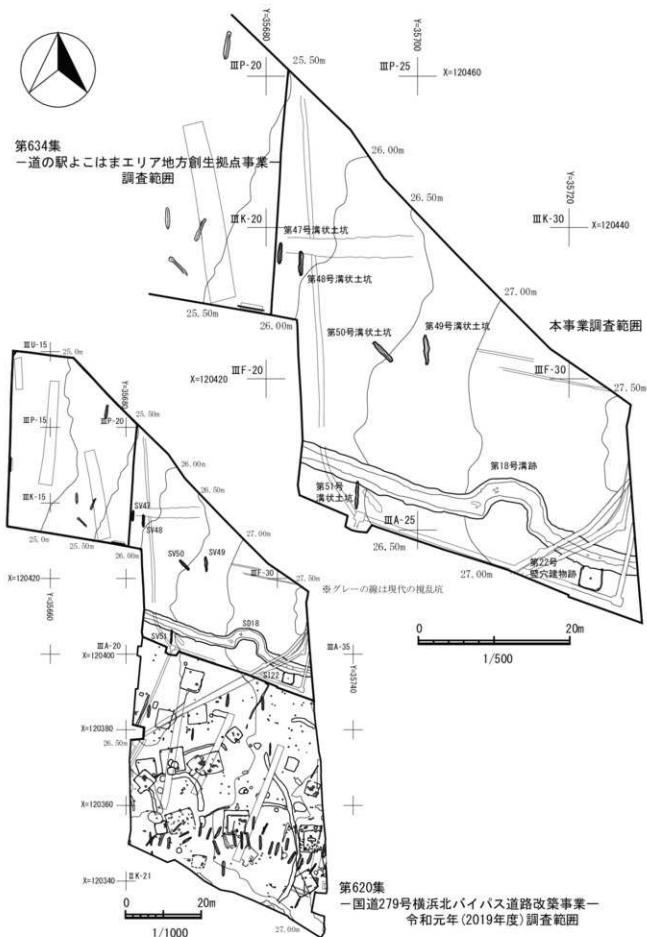 Y=35680
Y=35700
ⅢP-20
25.50m
ⅢP-25
X=120460
第634集
-道の駅よこはまエリア地方創生拠点事業-
調査範囲
26.00m
26.50m
Y=35720
ⅢK-20
ⅢK-30
X=120440
第47号溝状土坑
第48号溝状土坑
27.00m
25.50m
26.00m
第50号溝状土坑
第49号溝状土坑
本事業調査範囲
X=120420
ⅢF-20
ⅢF-30
27.50m
第18号溝跡
第51号
溝状土坑
ⅢA-25
26.50m
27.00m
第22号
竪穴建物跡
0
20m
1/500
ⅢU-15
25.0m
Y=35680
ⅢP-15
ⅢP-20
25.50m
26.00m
ⅢK-15
SV47
26.50m
SV48
25.0m
25.50m
26.00m
27.00m
SV50
SV49
X=120420
ⅢF-30
27.50m
※グレーの線は現代の撹乱坑
Y=35660
SD18
SV51
ⅢA-20
X=120400
SI22
ⅢA-35
Y=35740
X=120380
26.50m
X=120360
X=120340
ⅡK-21
0
20m
1/1000
27.00m
第620集
-国道279号横浜北バイパス道路改築事業-
令和元年(2019年度)調査範囲